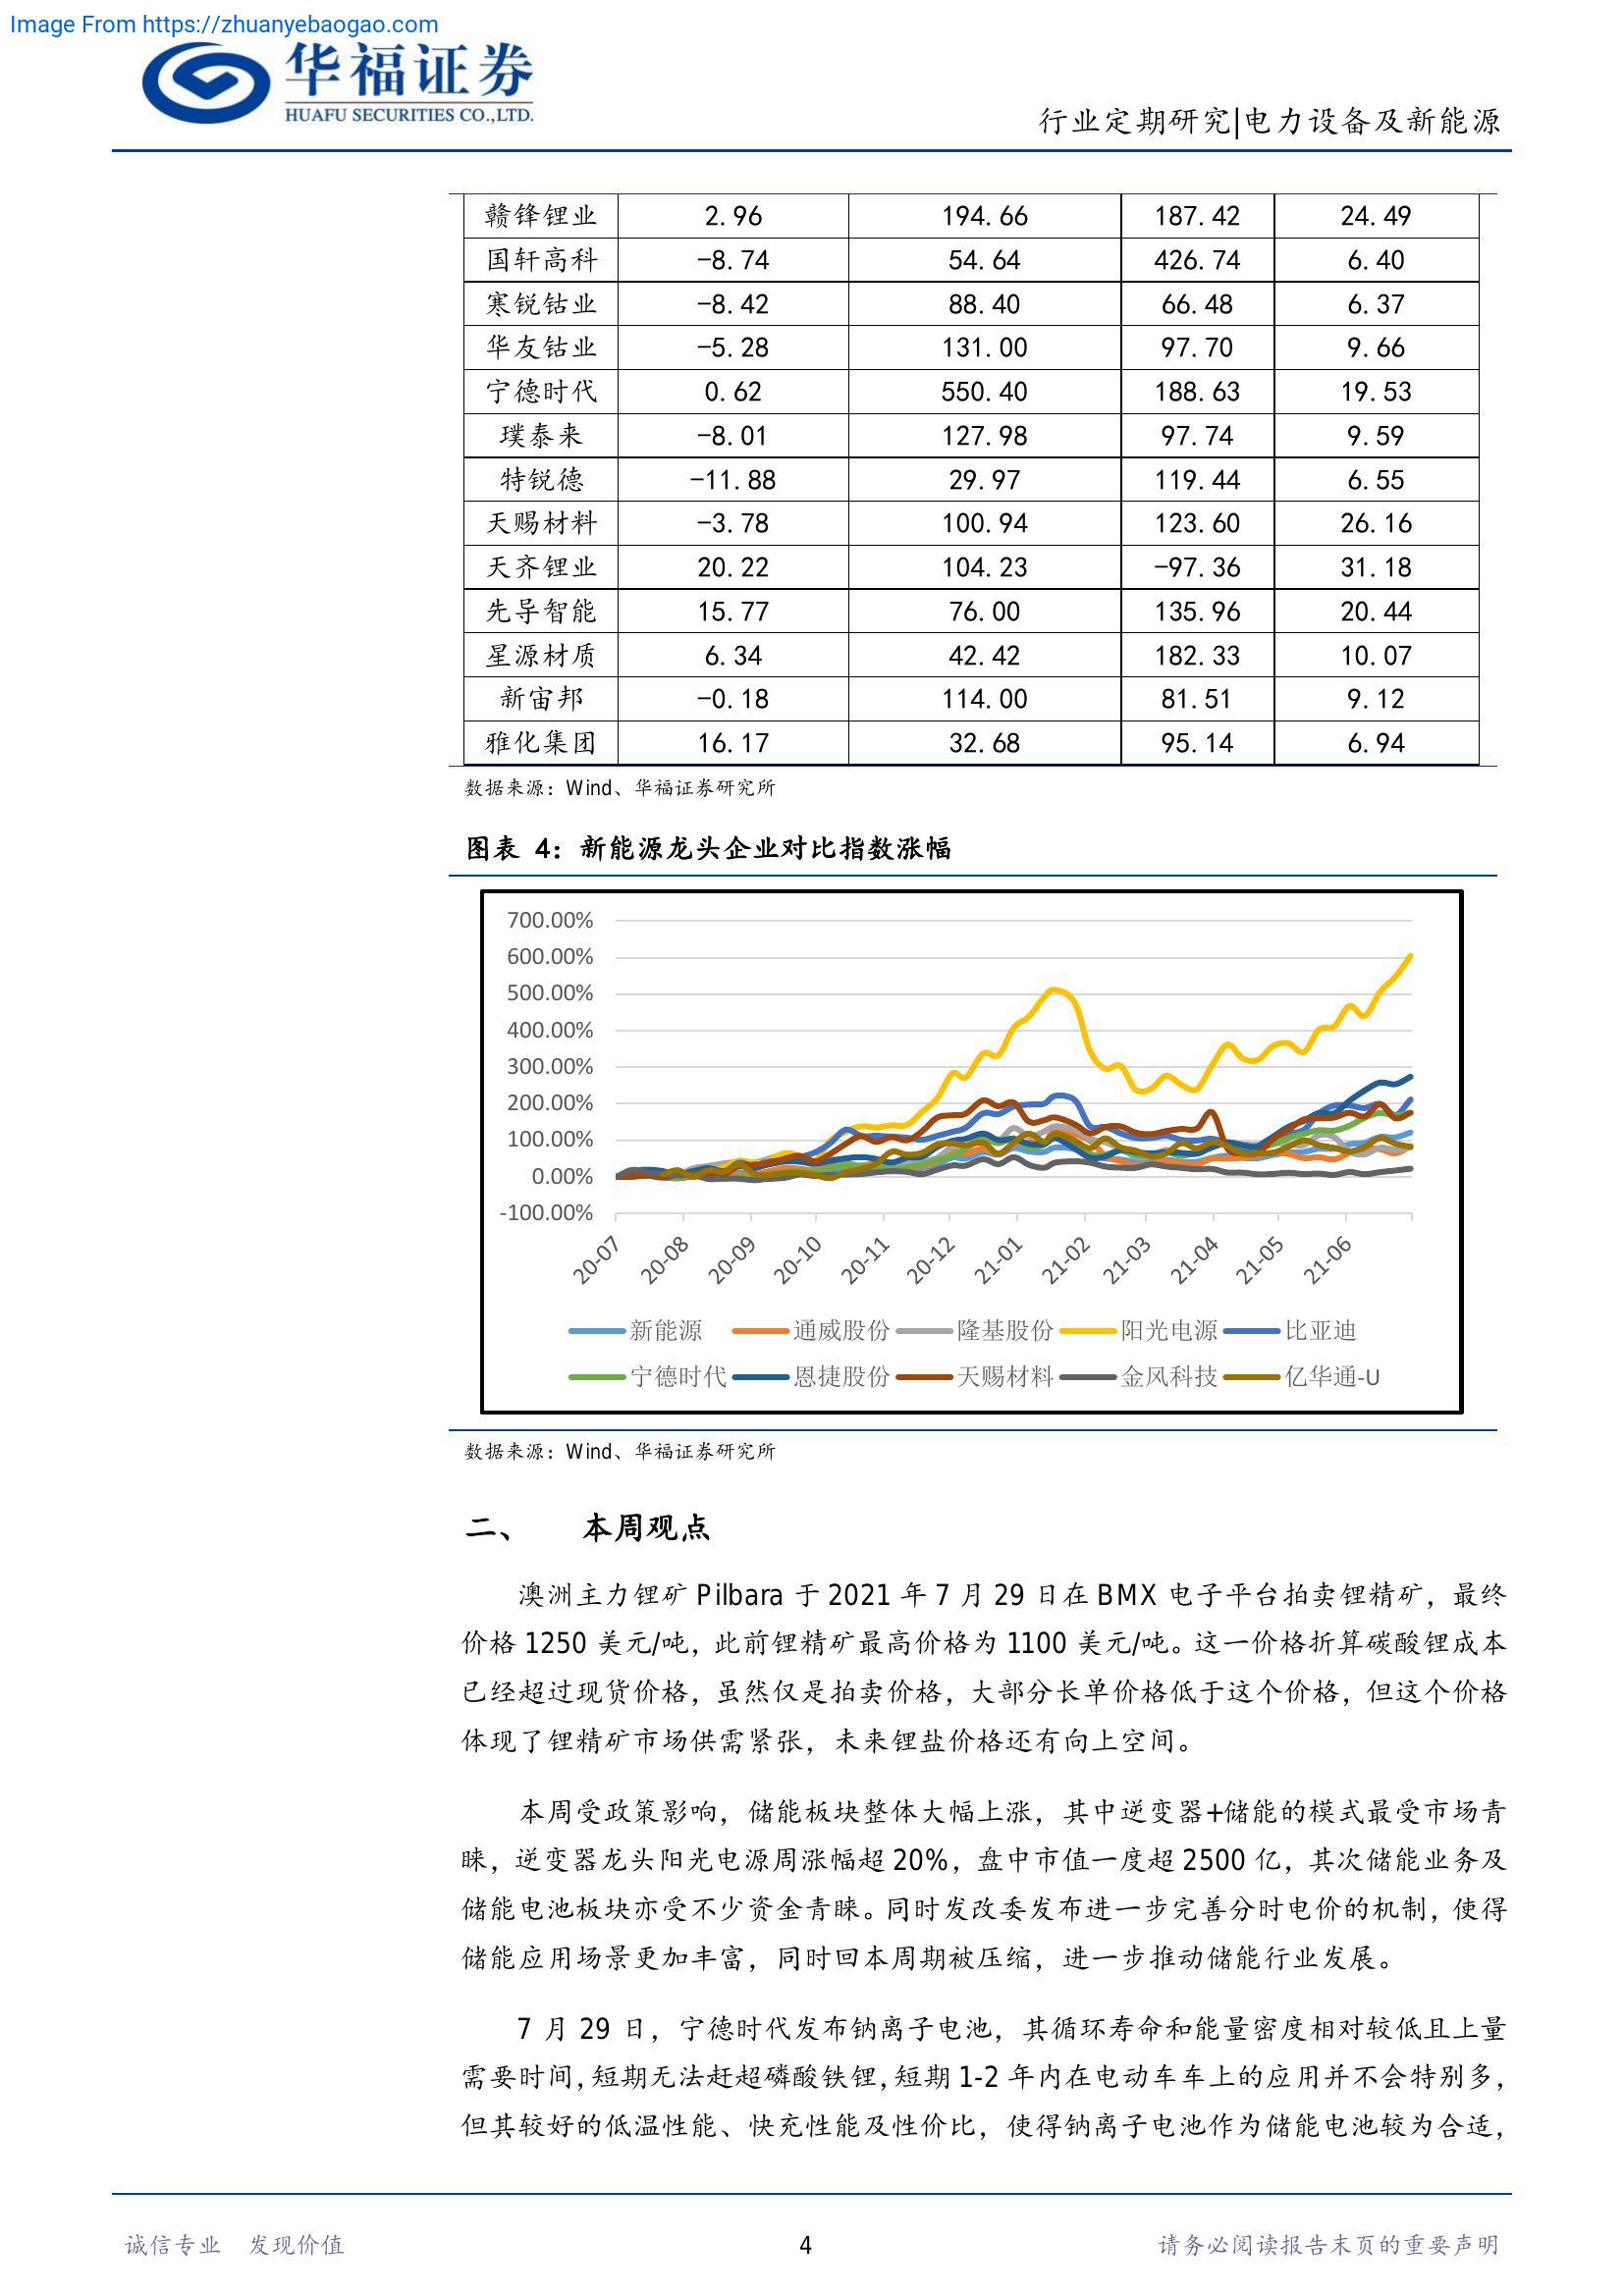 Image From https://zhuanyebaogao.com
华福证券
HUAFU SECURITIES CO.,LTD.
行业定期研究|电力设备及新能源
赣锋锂业 2.96 194.66 187.42 24.49
国轩高科 -8.74 54.64 426.74 6.40
寒锐钴业 -8.42 88.40 66.48 6.37
华友钴业 -5.28 131.00 97.70 9.66
宁德时代 0.62 550.40 188.63 19.53
璞泰来 -8.01 127.98 97.74 9.59
特锐德 -11.88 29.97 119.44 6.55
天赐材料 -3.78 100.94 123.60 26.16
天齐锂业 20.22 104.23 -97.36 31.18
先导智能 15.77 76.00 135.96 20.44
星源材质 6.34 42.42 182.33 10.07
新宙邦 -0.18 114.00 81.51 9.12
雅化集团 16.17 32.68 95.14 6.94
数据来源：Wind、华福证券研究所
图表 4：新能源龙头企业对比指数涨幅
700.00%
600.00%
500.00%
400.00%
300.00%
200.00%
100.00%
0.00%
-100.00%
20-07 20-08 20-09 20-10 20-11 20-12 21-01 21-02 21-03 21-04 21-05 21-06
新能源 通威股份 隆基股份 阳光电源 比亚迪
宁德时代 恩捷股份 天赐材料 金风科技 亿华通-U
数据来源：Wind、华福证券研究所
二、 本周观点
澳洲主力锂矿 Pilbara 于 2021 年 7 月 29 日在 BMX 电子平台拍卖锂精矿，最终
价格 1250 美元/吨，此前锂精矿最高价格为 1100 美元/吨。这一价格折算碳酸锂成本
已经超过现货价格，虽然仅是拍卖价格，大部分长单价格低于这个价格，但这个价格
体现了锂精矿市场供需紧张，未来锂盐价格还有向上空间。
本周受政策影响，储能板块整体大幅上涨，其中逆变器+储能的模式最受市场青
睐，逆变器龙头阳光电源周涨幅超 20%，盘中市值一度超 2500 亿，其次储能业务及
储能电池板块亦受不少资金青睐。同时发改委发布进一步完善分时电价的机制，使得
储能应用场景更加丰富，同时回本周期被压缩，进一步推动储能行业发展。
7 月 29 日，宁德时代发布钠离子电池，其循环寿命和能量密度相对较低且上量
需要时间，短期无法赶超磷酸铁锂，短期 1-2 年内在电动车车上的应用并不会特别多，
但其较好的低温性能、快充性能及性价比，使得钠离子电池作为储能电池较为合适，
诚信专业 发现价值
4
请务必阅读报告末页的重要声明